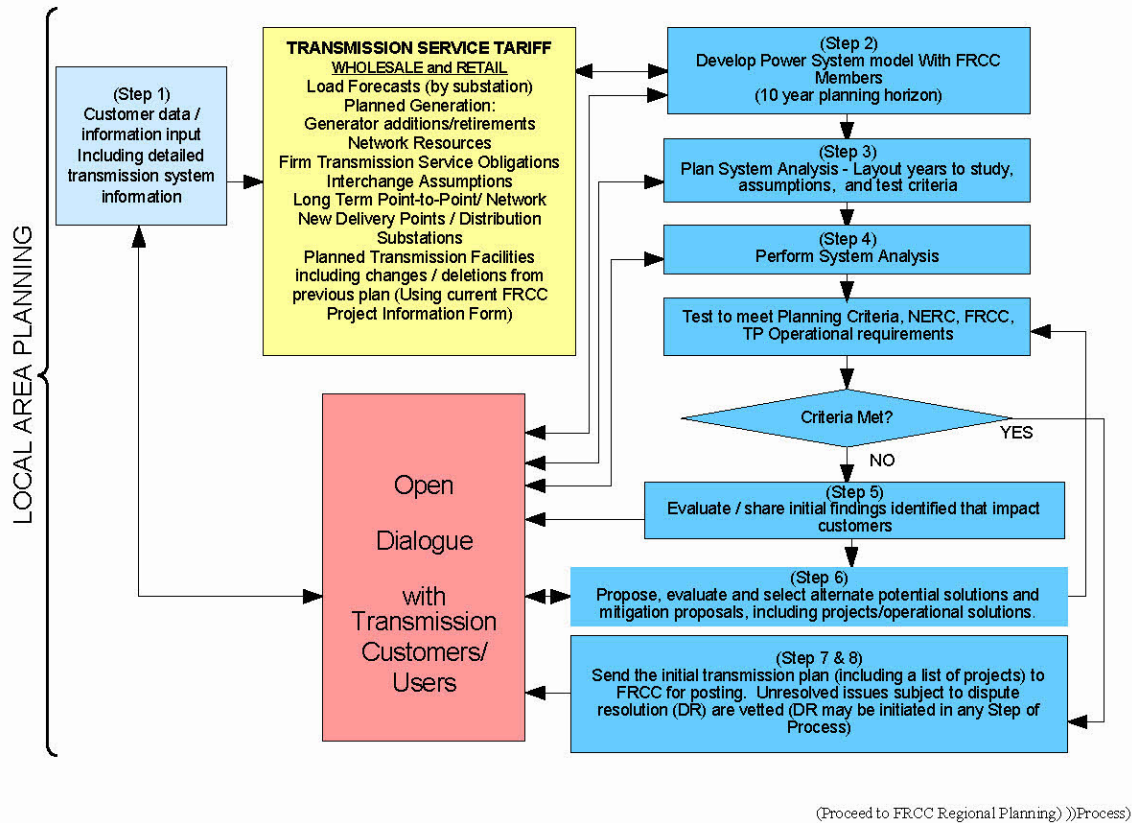 LOCAL AREA PLANNING
(Step 1)
Customer data /
information input
Including detailed
transmission system
information
TRANSMISSION SERVICE TARIFF
WHOLESALE and RETAIL
Load Forecasts (by substation)
Planned Generation:
Generator additions/retirements
Network Resources
Firm Transmission Service Obligations
Interchange Assumptions
Long Term Point-to-Point/ Network
New Delivery Points / Distribution
Substations
Planned Transmission Facilities
including changes / deletions from
previous plan (Using current FRCC
Project Information Form)
(Step 2)
Develop Power System model With FRCC
Members
(10 year planning horizon)
(Step 3)
Plan System Analysis - Layout years to study,
assumptions, and test criteria
(Step 4)
Perform System Analysis
Test to meet Planning Criteria, NERC, FRCC,
TP Operational requirements
Criteria Met?
YES
NO
(Step 5)
Evaluate / share initial findings identified that impact
customers
(Step 6)
Propose, evaluate and select alternate potential solutions and
mitigation proposals, including projects/operational solutions.
(Step 7 & 8)
Send the initial transmission plan (including a list of projects) to
FRCC for posting. Unresolved issues subject to dispute
resolution (DR) are vetted (DR may be initiated in any Step of
Process)
Open
Dialogue
with
Transmission
Customers/
Users
(Proceed to FRCC Regional Planning) ))Process)